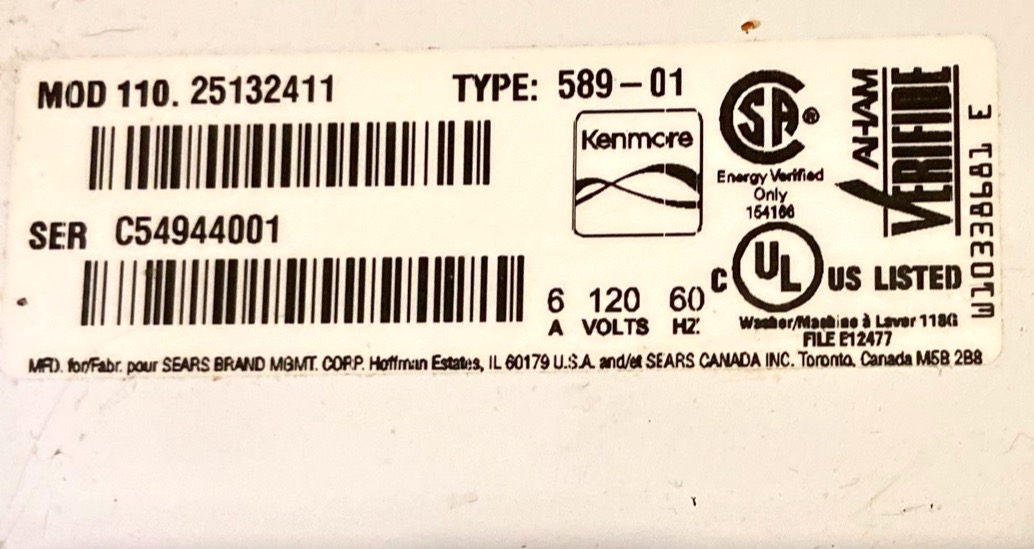 MOD 110. 25132411
TYPE: 589-01
SER C54944001
Kenmore
6 120 60
A VOLTS HZ.
CSA ®
Energy Verified
Only
154166
AHAM
VERIFIDE
C UL US LISTED
Washer/Machine à Laver 118G
FILE E12477
MFD. for/Fabr. pour SEARS BRAND MGMT. CORP. Hoffman Estates, IL 60179 U.S.A. and/et SEARS CANADA INC. Toronto, Canada M5B 2B8